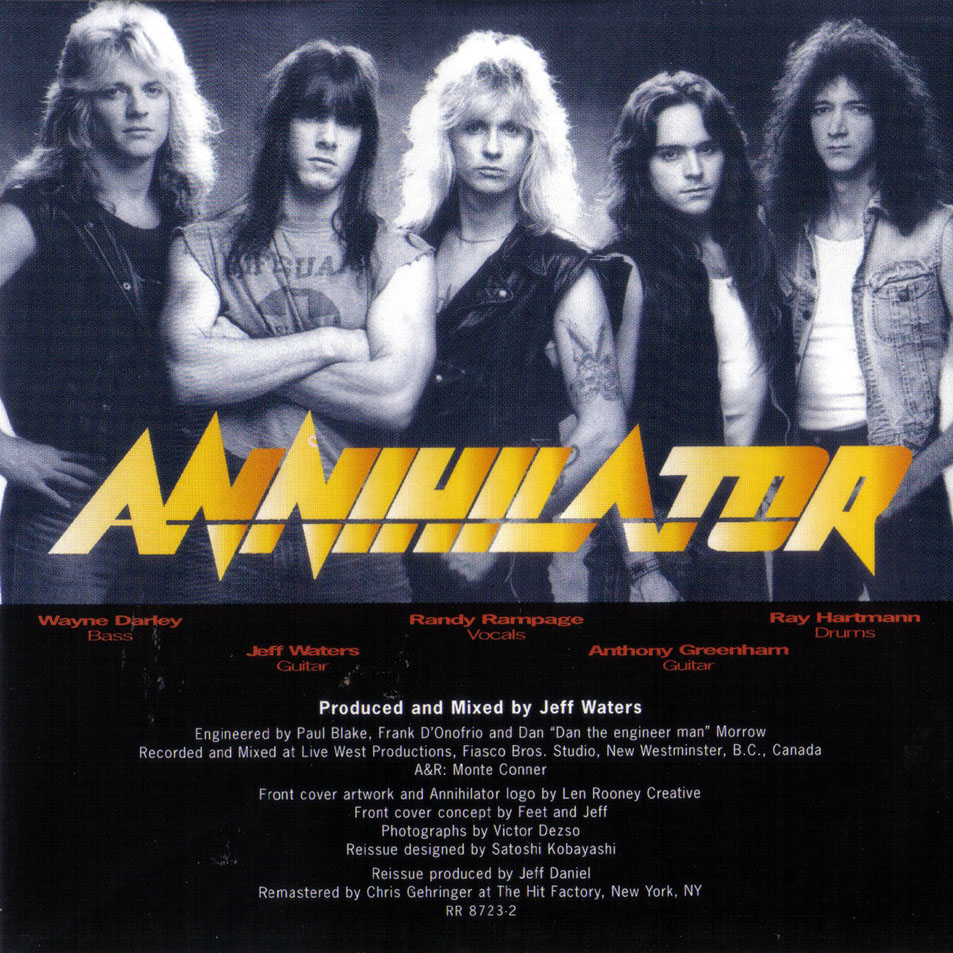 ANNIHILATOR
Wayne Darley
Bass
Jeff Waters
Guitar
Randy Rampage
Vocals
Anthony Greenham
Guitar
Ray Hartmann
Drums
Produced and Mixed by Jeff Waters
Engineered by Paul Blake, Frank D'Onofrio and Dan “Dan the engineer man” Morrow
Recorded and Mixed at Live West Productions, Fiasco Bros. Studio, New Westminster, B.C., Canada
A&R: Monte Conner
Front cover artwork and Annihilator logo by Len Rooney Creative
Front cover concept by Feet and Jeff
Photographs by Victor Dezso
Reissue designed by Satoshi Kobayashi
Reissue produced by Jeff Daniel
Remastered by Chris Gehringer at The Hit Factory, New York, NY
RR 8723-2